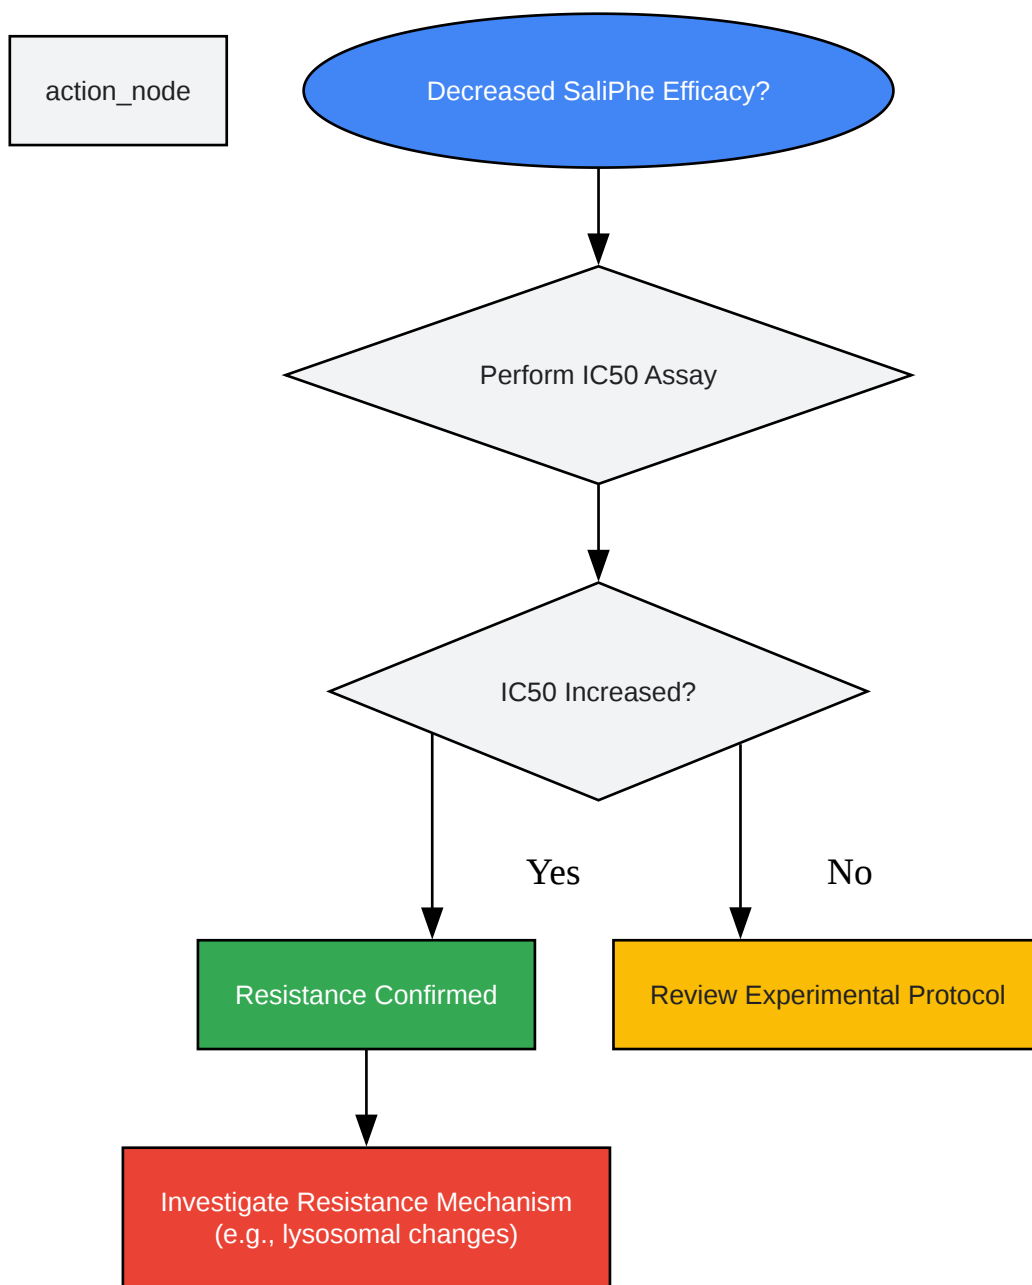 action_node
Decreased SaliPhe Efficacy?
Perform IC50 Assay
IC50 Increased?
Yes
No
Resistance Confirmed
Review Experimental Protocol
Investigate Resistance Mechanism
(e.g., lysosomal changes)